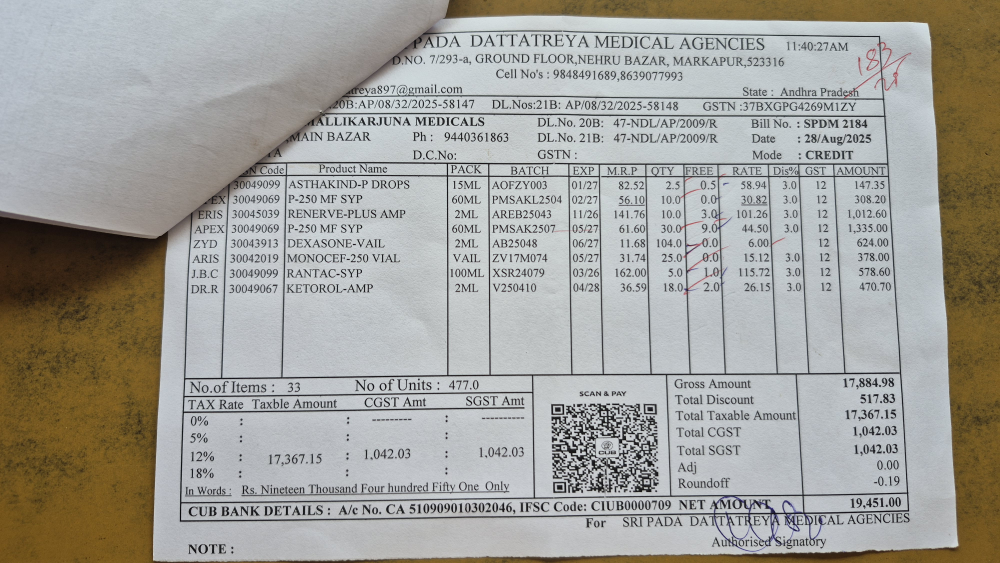 PADA DATTATREYA MEDICAL AGENCIES 11:40:27AM
D.NO. 7/293-a, GROUND FLOOR,NEHRU BAZAR, MARKAPUR,523316
Cell No's : 9848491689,8639077993
treya897@gmail.com State : Andhra Pradesh
20B:AP/08/32/2025-58147 DL.Nos:21B: AP/08/32/2025-58148 GSTN :37BXGPG4269M1ZY
MALLIKARJUNA MEDICALS DL.No. 20B: 47-NDL/AP/2009/R Bill No. : SPDM 2184
MAIN BAZAR Ph : 9440361863 DL.No. 21B: 47-NDL/AP/2009/R Date : 28/Aug/2025
D.C.No: GSTN : Mode : CREDIT
Code Product Name PACK BATCH EXP M.R.P QTY FREE RATE Dis% GST AMOUNT
30049099 ASTHAKIND-P DROPS 15ML AOFZY003 01/27 82.52 2.5 0.5 58.94 3.0 12 147.35
EX 30049069 P-250 MF SYP 60ML PMSAKL2504 02/27 56.10 10.0 0.0 30.82 3.0 12 308.20
ERIS 30045039 RENERVE-PLUS AMP 2ML AREB25043 11/26 141.76 10.0 3.0 101.26 3.0 12 1,012.60
APEX 30049069 P-250 MF SYP 60ML PMSAK2507 05/27 61.60 30.0 9.0 44.50 3.0 12 1,335.00
ZYD 30043913 DEXASONE-VAIL 2ML AB25048 06/27 11.68 104.0 0.0 6.00 12 624.00
ARIS 30042019 MONOCEF-250 VIAL VAIL ZV17M074 05/27 31.74 25.0 0.0 15.12 3.0 12 378.00
J.B.C 30049099 RANTAC-SYP 100ML XSR24079 03/26 162.00 5.0 1.0 115.72 3.0 12 578.60
DR.R 30049067 KETOROL-AMP 2ML V250410 04/28 36.59 18.0 2.0 26.15 3.0 12 470.70
No.of Items : 33 No of Units : 477.0
TAX Rate Taxble Amount CGST Amt SGST Amt
0% : : --------- : ----------
5% : : :
12% : 17,367.15 : 1,042.03 : 1,042.03
18% : : :
In Words : Rs. Nineteen Thousand Four hundred Fifty One Only
SCAN & PAY
CUB
Gross Amount 17,884.98
Total Discount 517.83
Total Taxable Amount 17,367.15
Total CGST 1,042.03
Total SGST 1,042.03
Adj 0.00
Roundoff -0.19
CUB BANK DETAILS : A/c No. CA 510909010302046, IFSC Code: CIUB0000709 NET AMOUNT 19,451.00
For SRI PADA DATTATREYA MEDICAL AGENCIES
Authorised Signatory
NOTE :